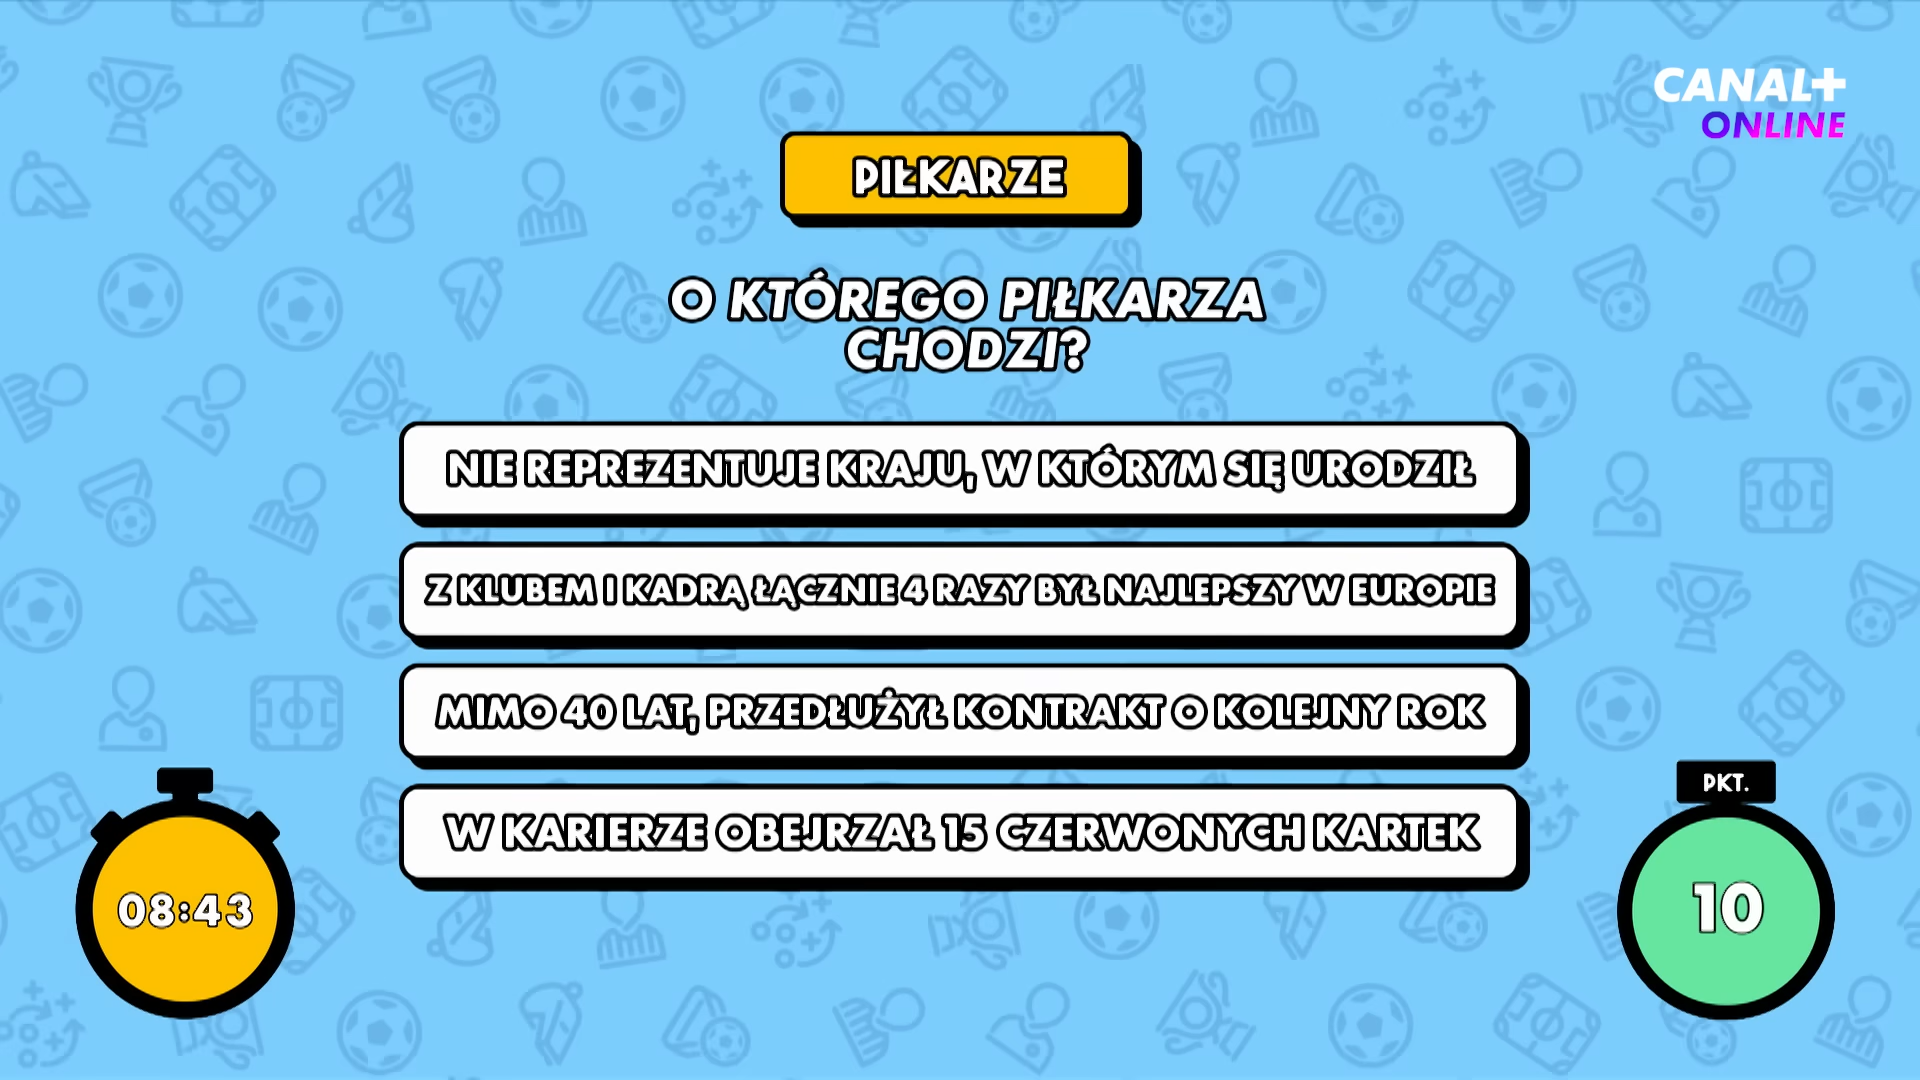 CANAL+
ONLINE
PIŁKARZE
O KTÓREGO PIŁKARZA
CHODZI?
NIE REPREZENTUJE KRAJU, W KTÓRYM SIĘ URODZIŁ
Z KLUBEM I KADRĄ ŁĄCZNIE 4 RAZY BYŁ NAJLEPSZY W EUROPIE
MIMO 40 LAT, PRZEDŁUŻYŁ KONTRAKT O KOLEJNY ROK
W KARIERZE OBEJRZAŁ 15 CZERWONYCH KARTEK
08:43
PKT.
10